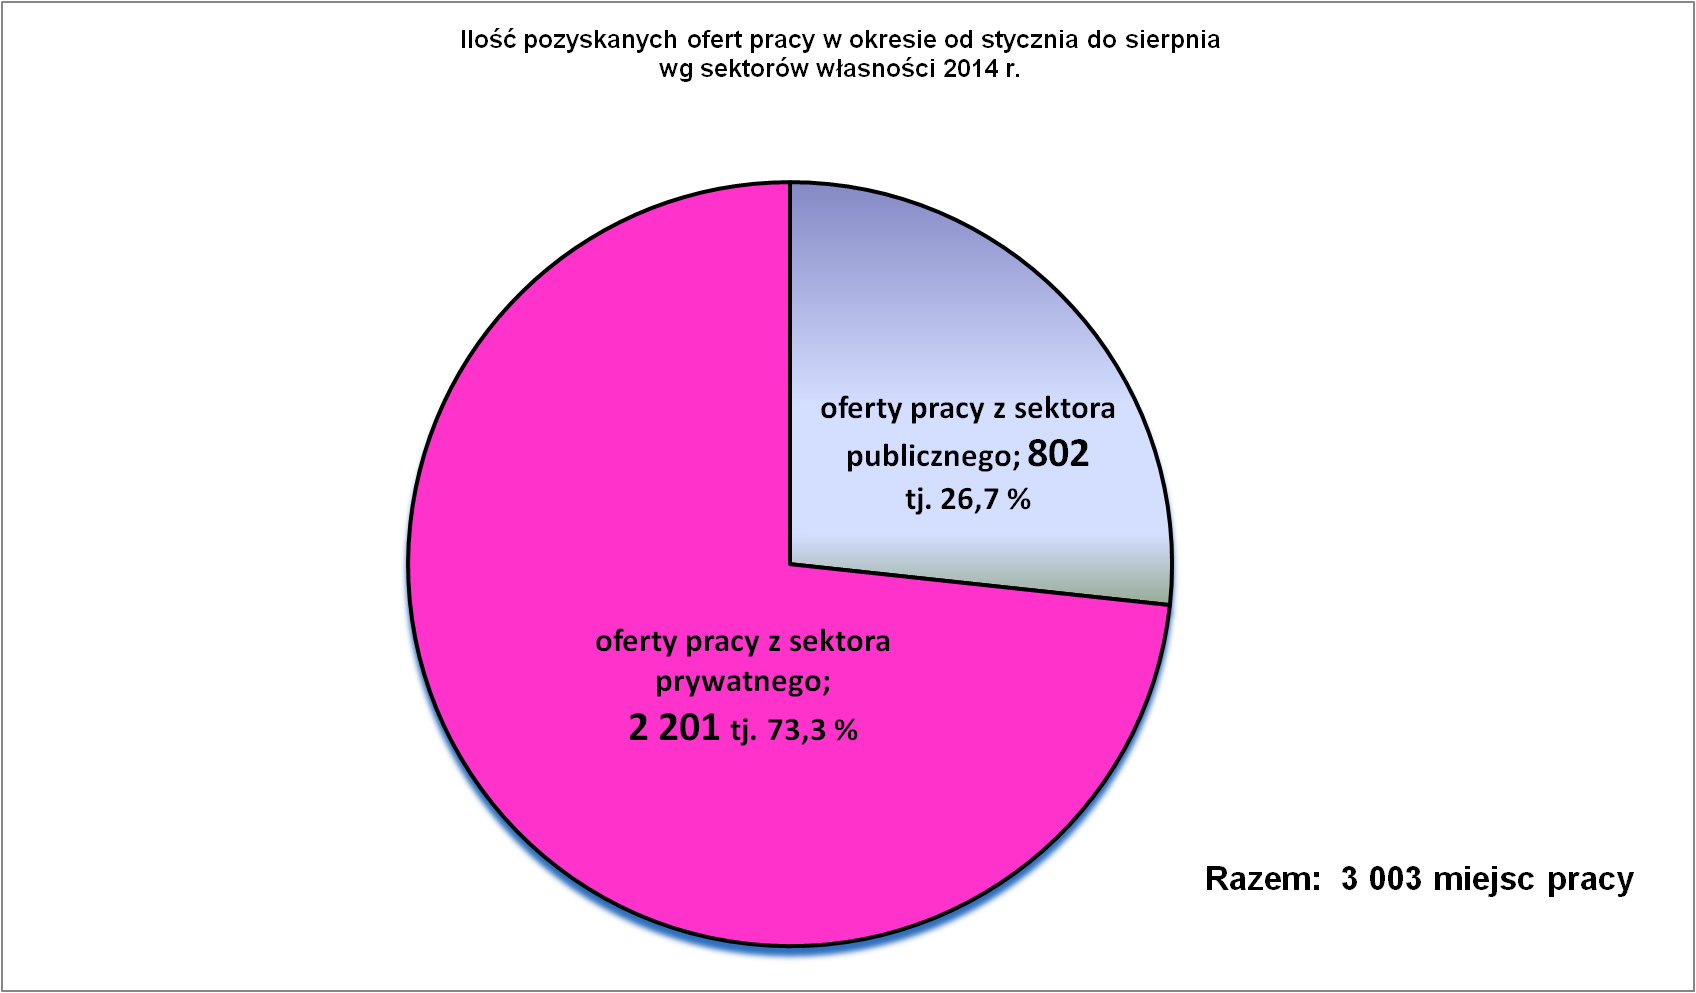 Ilość pozyskanych ofert pracy w okresie od stycznia do sierpnia
wg sektorów własności 2014 r.
oferty pracy z sektora
publicznego; 802
tj. 26,7 %
oferty pracy z sektora
prywatnego;
2 201 tj. 73,3 %
Razem: 3 003 miejsc pracy